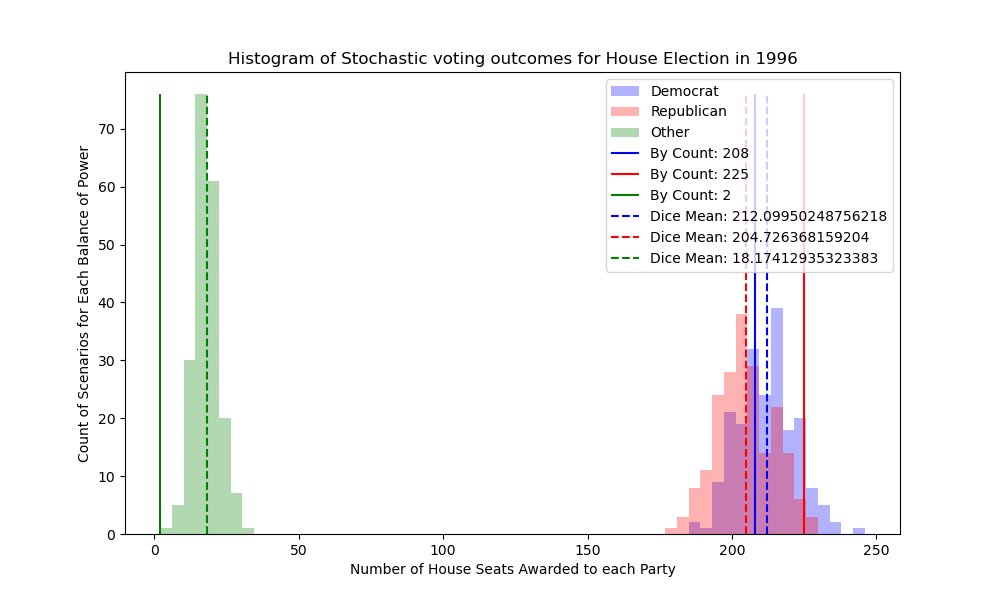 Histogram of Stochastic voting outcomes for House Election in 1996
Count of Scenarios for Each Balance of Power
70
60
50
40
30
20
10
0
Democrat
Republican
Other
By Count: 208
By Count: 225
By Count: 2
Dice Mean: 212.09950248756218
Dice Mean: 204.726368159204
Dice Mean: 18.17412935323383
0 50 100 150 200 250
Number of House Seats Awarded to each Party